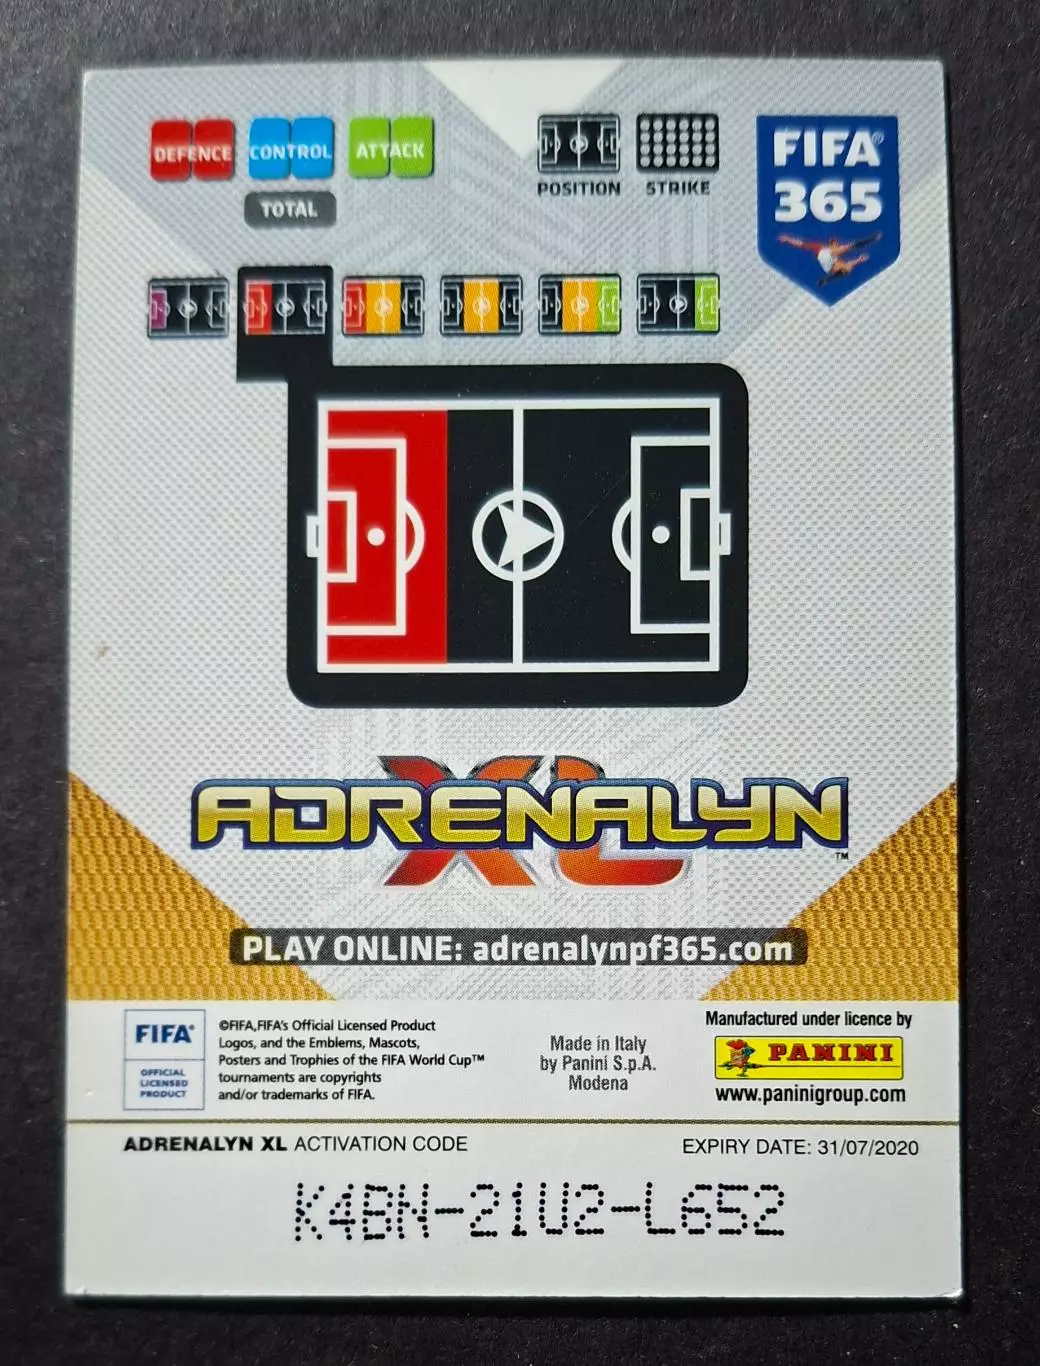 DEFENCE CONTROL ATTACK
TOTAL
POSITION STRIKE
FIFA®
365
ADRENALYN XL™
PLAY ONLINE: adrenalynpf365.com
FIFA®
OFFICIAL
LICENSED
PRODUCT
©FIFA,FIFA's Official Licensed Product
Logos, and the Emblems, Mascots,
Posters and Trophies of the FIFA World Cup™
tournaments are copyrights
and/or trademarks of FIFA.
Made in Italy
by Panini S.p.A.
Modena
Manufactured under licence by
PANINI
www.paninigroup.com
ADRENALYN XL ACTIVATION CODE
EXPIRY DATE: 31/07/2020
K4BN-21U2-L652